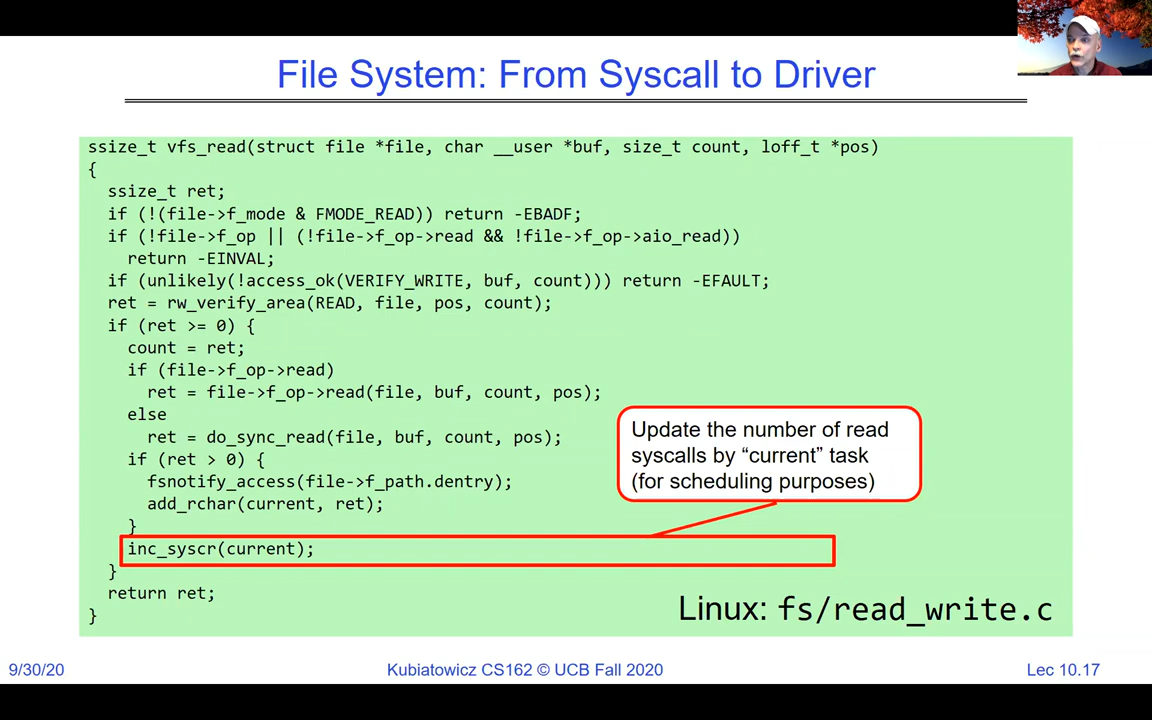 File System: From Syscall to Driver
ssize_t vfs_read(struct file *file, char __user *buf, size_t count, loff_t *pos)
{
  ssize_t ret;
  if (!(file->f_mode & FMODE_READ)) return -EBADF;
  if (!file->f_op || (!file->f_op->read && !file->f_op->aio_read))
    return -EINVAL;
  if (unlikely(!access_ok(VERIFY_WRITE, buf, count))) return -EFAULT;
  ret = rw_verify_area(READ, file, pos, count);
  if (ret >= 0) {
    count = ret;
    if (file->f_op->read)
      ret = file->f_op->read(file, buf, count, pos);
    else
      ret = do_sync_read(file, buf, count, pos);
    if (ret > 0) {
      fsnotify_access(file->f_path.dentry);
      add_rchar(current, ret);
    }
    inc_syscr(current);
  }
  return ret;
}
Update the number of read
syscalls by “current” task
(for scheduling purposes)
Linux: fs/read_write.c
9/30/20
Kubiatowicz CS162 © UCB Fall 2020
Lec 10.17